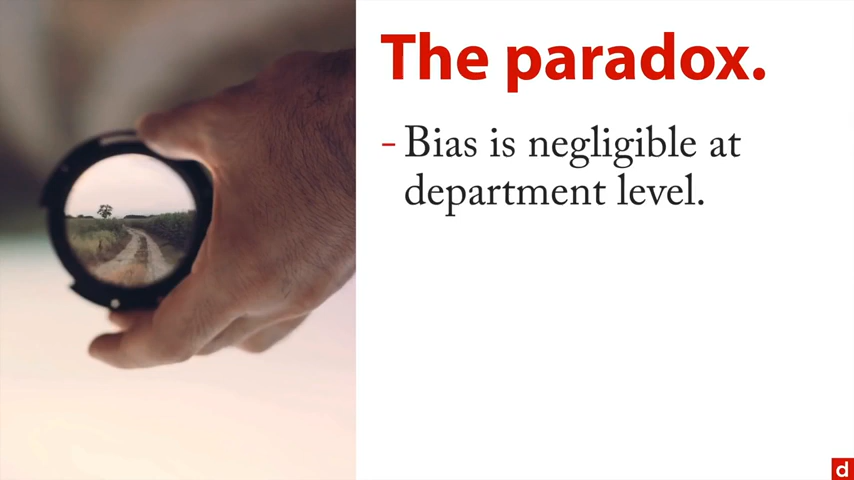 The paradox.
- Bias is negligible at
department level.
d